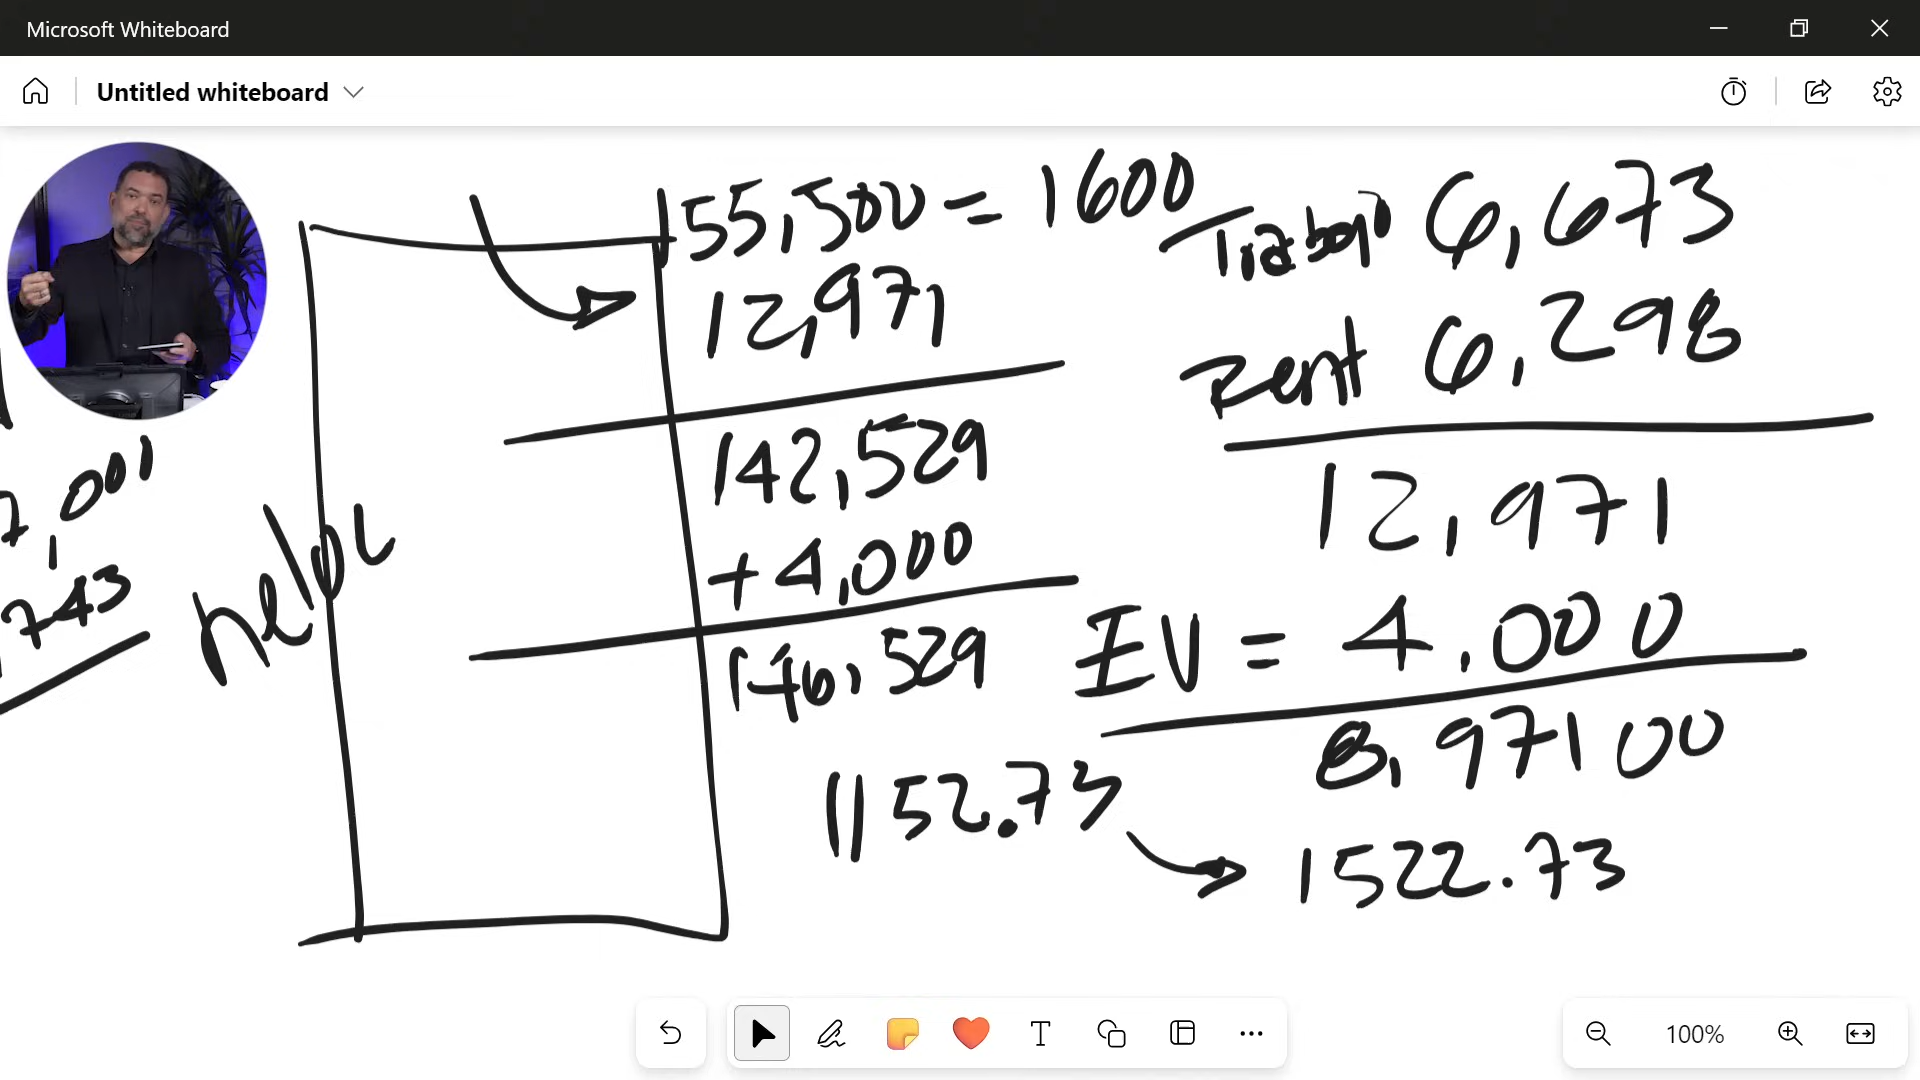 Microsoft Whiteboard
Untitled whiteboard
155,500 = 1600
12,971
142,529
+ 4,000
146,529
1152.73
Trabajo 6,673
Rent 6,298
12,971
EV = 4,000
8,971 00
1522.73
,001
743
heloc
T
100%